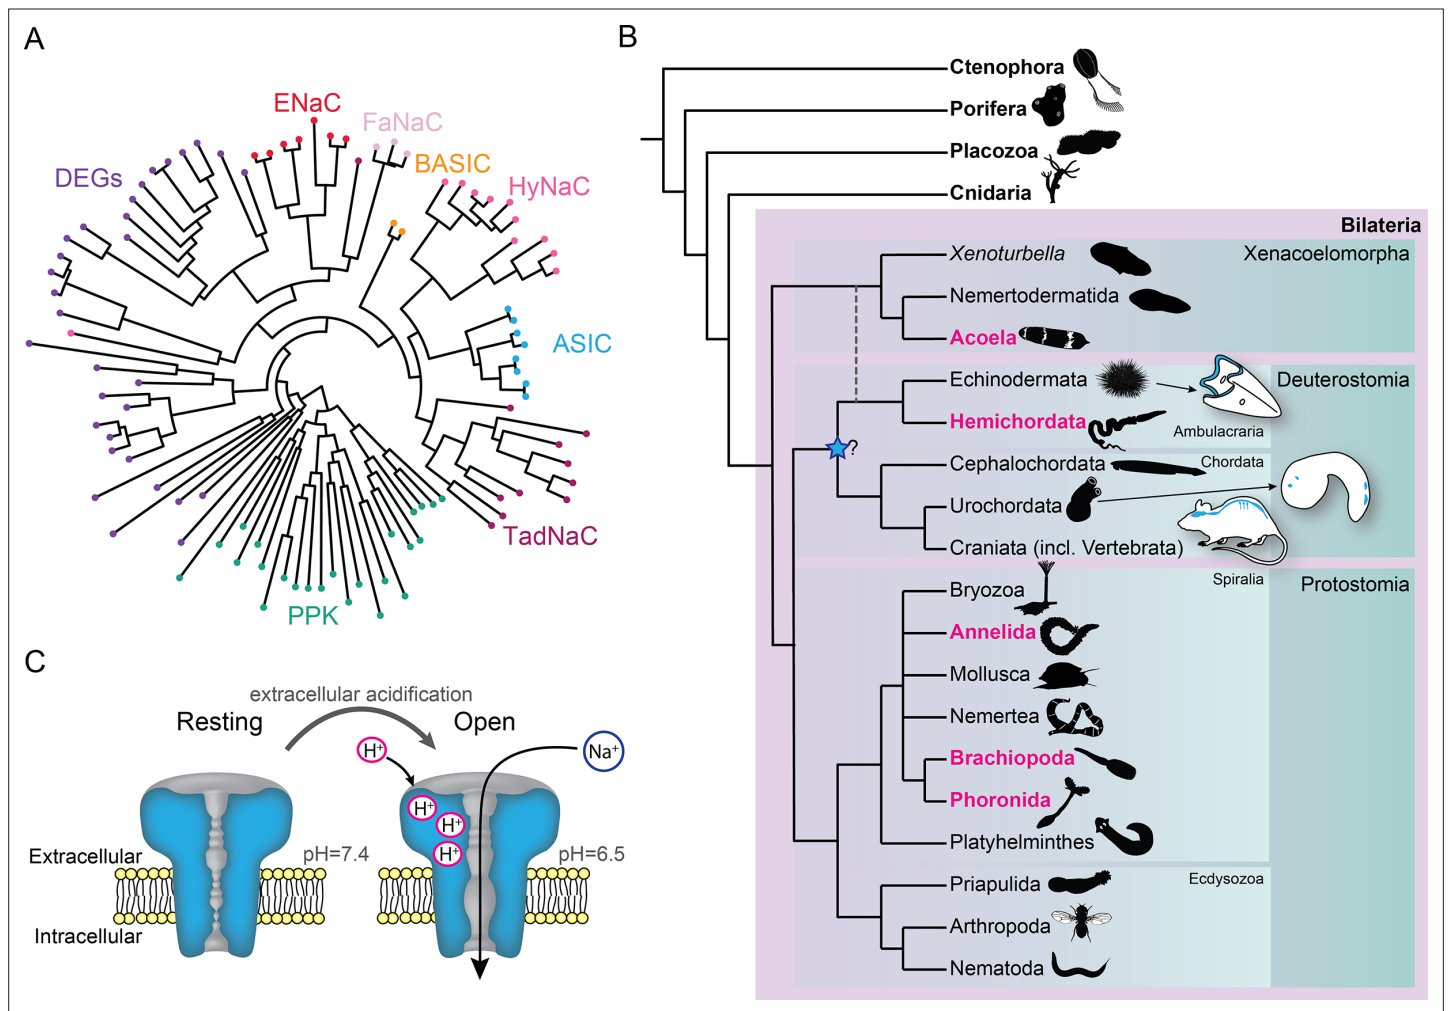 A
ENaC
FaNaC
BASIC
HyNaC
DEGs
ASIC
TadNaC
PPK
B
Ctenophora
Porifera
Placozoa
Cnidaria
Bilateria
Xenoturbella
Xenacoelomorpha
Nemertodermatida
Acoela
Echinodermata
Deuterostomia
Hemichordata
Ambulacraria
?
Cephalochordata
Chordata
Urochordata
Craniata (incl. Vertebrata)
Spiralia
Protostomia
Bryozoa
Annelida
Mollusca
Nemertea
Brachiopoda
Phoronida
Platyhelminthes
Ecdysozoa
Priapulida
Arthropoda
Nematoda
C
extracellular acidification
Resting
Open
H⁺
Na⁺
H⁺
H⁺
H⁺
Extracellular
pH=7.4
pH=6.5
Intracellular